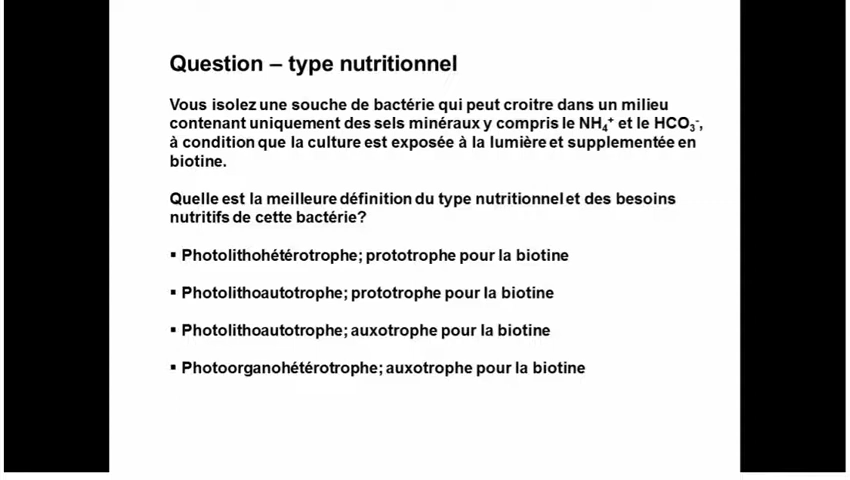 Question – type nutritionnel
Vous isolez une souche de bactérie qui peut croitre dans un milieu
contenant uniquement des sels minéraux y compris le NH₄⁺ et le HCO₃⁻,
à condition que la culture est exposée à la lumière et supplementée en
biotine.
Quelle est la meilleure définition du type nutritionnel et des besoins
nutritifs de cette bactérie?
▪ Photolithohétérotrophe; prototrophe pour la biotine
▪ Photolithoautotrophe; prototrophe pour la biotine
▪ Photolithoautotrophe; auxotrophe pour la biotine
▪ Photoorganohétérotrophe; auxotrophe pour la biotine